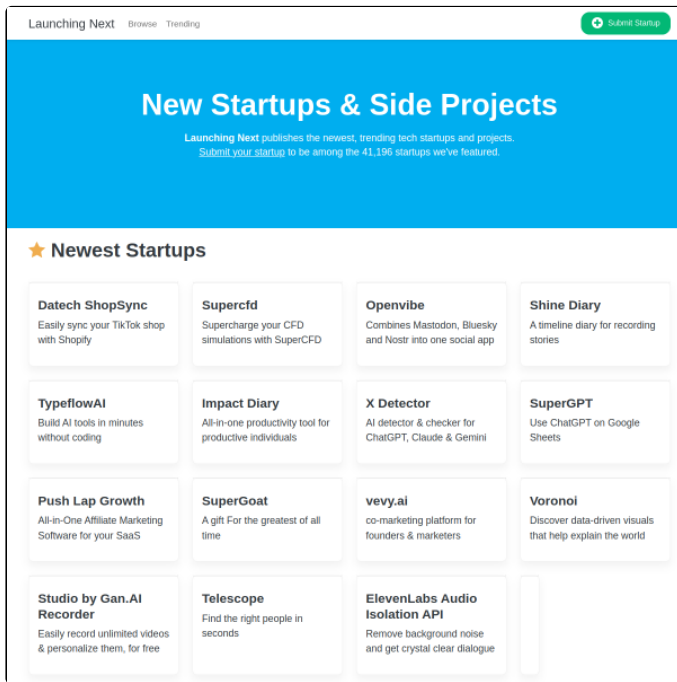 Launching Next Browse Trending Submit Startup
New Startups & Side Projects
Launching Next publishes the newest, trending tech startups and projects.
Submit your startup to be among the 41,196 startups we've featured.
Newest Startups
Datech ShopSync
Easily sync your TikTok shop
with Shopify
Supercfd
Supercharge your CFD
simulations with SuperCFD
Openvibe
Combines Mastodon, Bluesky
and Nostr into one social app
Shine Diary
A timeline diary for recording
stories
TypeflowAI
Build AI tools in minutes
without coding
Impact Diary
All-in-one productivity tool for
productive individuals
X Detector
AI detector & checker for
ChatGPT, Claude & Gemini
SuperGPT
Use ChatGPT on Google
Sheets
Push Lap Growth
All-in-One Affiliate Marketing
Software for your SaaS
SuperGoat
A gift For the greatest of all
time
vevy.ai
co-marketing platform for
founders & marketers
Voronoi
Discover data-driven visuals
that help explain the world
Studio by Gan.AI
Recorder
Easily record unlimited videos
& personalize them, for free
Telescope
Find the right people in
seconds
ElevenLabs Audio
Isolation API
Remove background noise
and get crystal clear dialogue